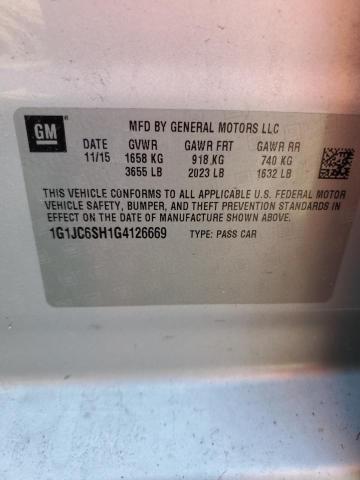 GM
MFD BY GENERAL MOTORS LLC
DATE GVWR GAWR FRT GAWR RR
11/15 1658 KG 918 KG 740 KG
3655 LB 2023 LB 1632 LB
THIS VEHICLE CONFORMS TO ALL APPLICABLE U.S. FEDERAL MOTOR
VEHICLE SAFETY, BUMPER, AND THEFT PREVENTION STANDARDS
IN EFFECT ON THE DATE OF MANUFACTURE SHOWN ABOVE.
1G1JC6SH1G4126669 TYPE: PASS CAR